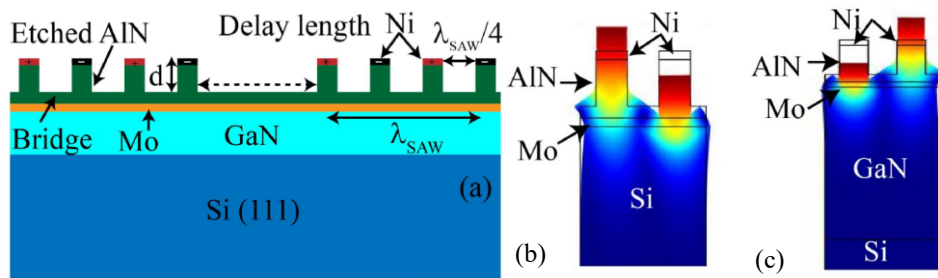 Etched AlN
Delay length
Ni
λSAW/4
d
+
-
+
-
+
-
+
-
Bridge
Mo
GaN
λSAW
(a)
Si (111)
Ni
AlN
Mo
Si
(b)
Ni
AlN
Mo
GaN
Si
(c)